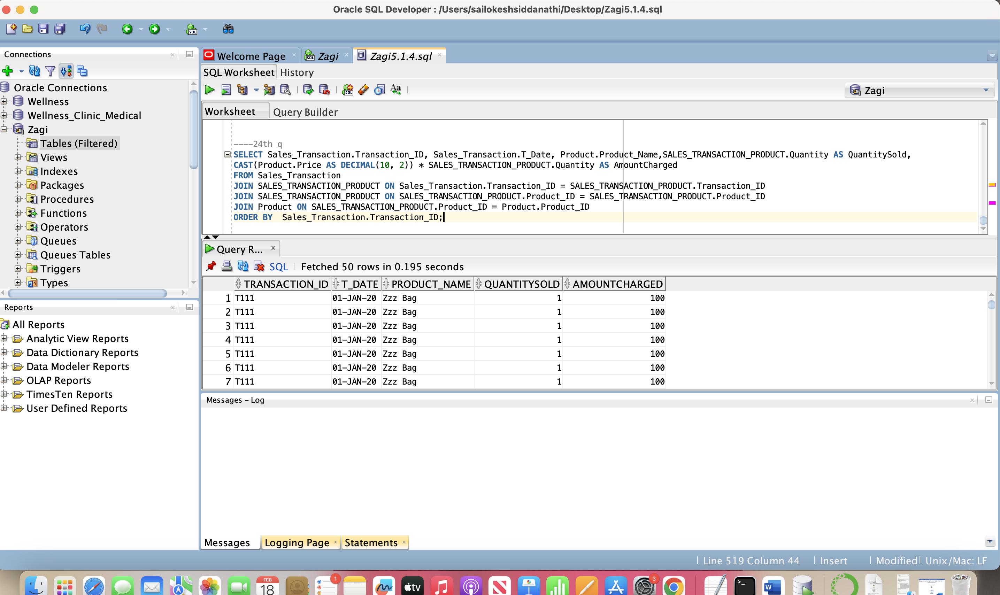 Oracle SQL Developer : /Users/sailokeshsiddanathi/Desktop/Zagi5.1.4.sql
Connections
Oracle Connections
Wellness
Wellness_Clinic_Medical
Zagi
Tables (Filtered)
Views
Indexes
Packages
Procedures
Functions
Operators
Queues
Queues Tables
Triggers
Types
Reports
All Reports
Analytic View Reports
Data Dictionary Reports
Data Modeler Reports
OLAP Reports
TimesTen Reports
User Defined Reports
Welcome Page
Zagi
Zagi5.1.4.sql
SQL Worksheet History
Zagi
Worksheet Query Builder
----24th q
SELECT Sales_Transaction.Transaction_ID, Sales_Transaction.T_Date, Product.Product_Name,SALES_TRANSACTION_PRODUCT.Quantity AS QuantitySold,
CAST(Product.Price AS DECIMAL(10, 2)) * SALES_TRANSACTION_PRODUCT.Quantity AS AmountCharged
FROM Sales_Transaction
JOIN SALES_TRANSACTION_PRODUCT ON Sales_Transaction.Transaction_ID = SALES_TRANSACTION_PRODUCT.Transaction_ID
JOIN SALES_TRANSACTION_PRODUCT ON SALES_TRANSACTION_PRODUCT.Product_ID = SALES_TRANSACTION_PRODUCT.Product_ID
JOIN Product ON SALES_TRANSACTION_PRODUCT.Product_ID = Product.Product_ID
ORDER BY  Sales_Transaction.Transaction_ID;
Query R...
SQL Fetched 50 rows in 0.195 seconds
TRANSACTION_ID T_DATE PRODUCT_NAME QUANTITYSOLD AMOUNTCHARGED
1 T111 01-JAN-20 Zzz Bag 1 100
2 T111 01-JAN-20 Zzz Bag 1 100
3 T111 01-JAN-20 Zzz Bag 1 100
4 T111 01-JAN-20 Zzz Bag 1 100
5 T111 01-JAN-20 Zzz Bag 1 100
6 T111 01-JAN-20 Zzz Bag 1 100
7 T111 01-JAN-20 Zzz Bag 1 100
Messages - Log
Messages Logging Page Statements
Line 519 Column 44 Insert Modified Unix/Mac: LF
FEB
18
1
tv
3
W